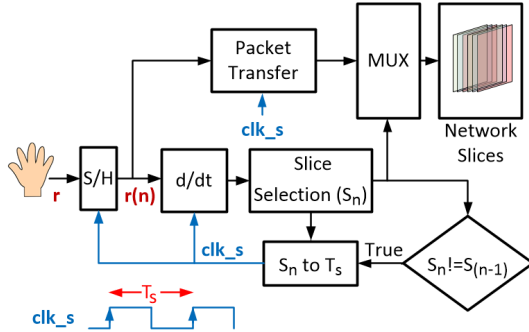 Packet
Transfer
MUX
clk_s
Network
Slices
r
S/H
r(n)
d/dt
Slice
Selection (Sn)
clk_s
Sn to Ts
True
Sn!=S(n-1)
Ts
clk_s